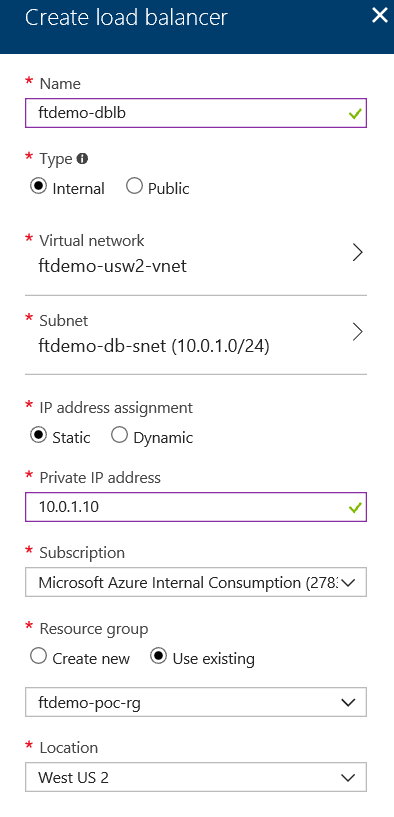 Create load balancer
* Name
ftdemo-dblb
* Type
Internal Public
* Virtual network
ftdemo-usw2-vnet
* Subnet
ftdemo-db-snet (10.0.1.0/24)
* IP address assignment
Static Dynamic
* Private IP address
10.0.1.10
* Subscription
Microsoft Azure Internal Consumption (278
* Resource group
Create new Use existing
ftdemo-poc-rg
* Location
West US 2